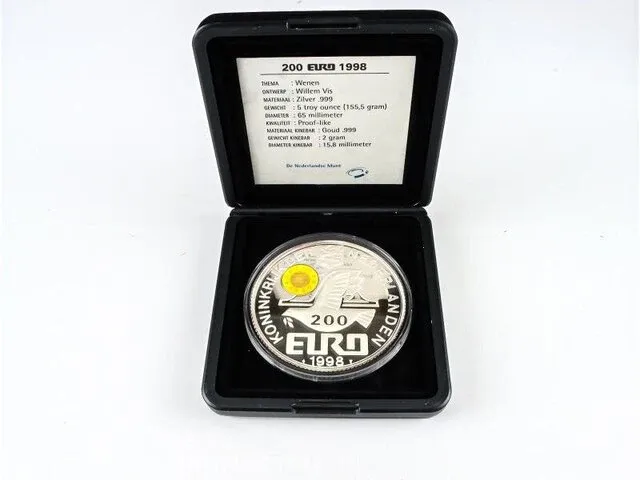 200 EURO 1998
THEMA : Wenen
ONTWERP : Willem Vis
MATERIAAL : Zilver .999
GEWICHT : 5 troy ounce (155,5 gram)
DIAMETER : 65 millimeter
KWALITEIT : Proof-like
MATERIAAL KINEBAR : Goud .999
GEWICHT KINEBAR : 2 gram
DIAMETER KINEBAR : 15,8 millimeter
De Nederlandse Munt
200
EURO
1998